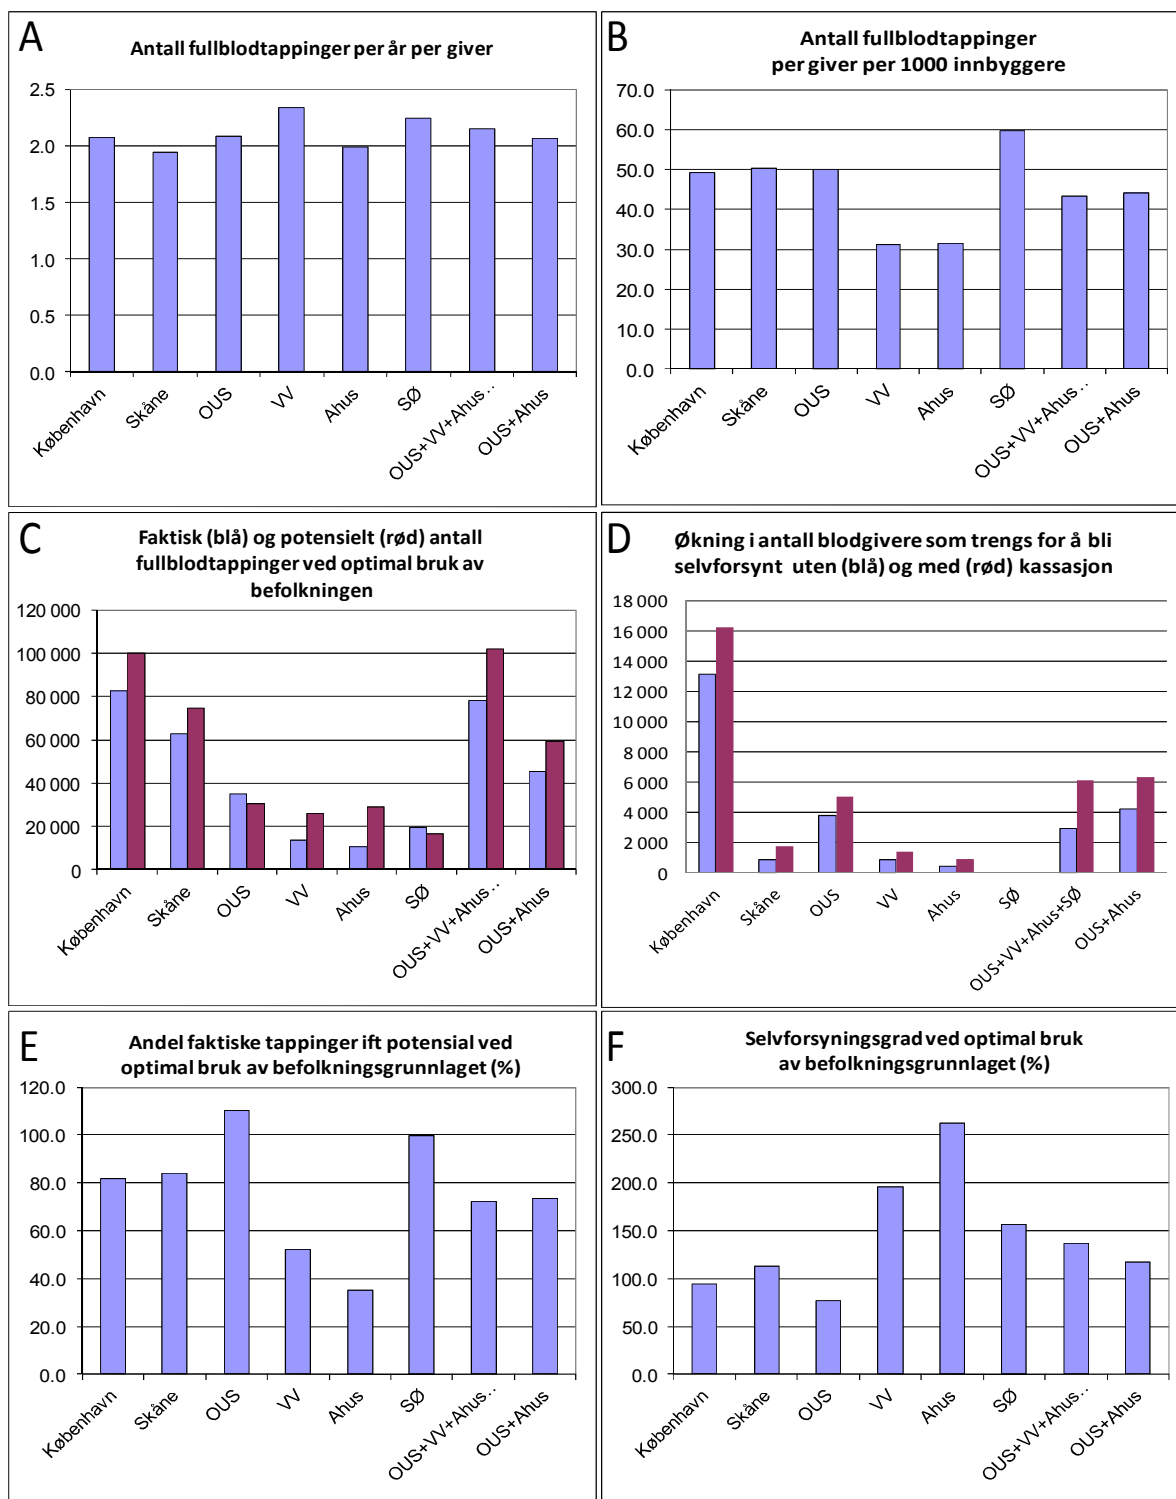 A
Antall fullblodtappinger per år per giver
2.5
2.0
1.5
1.0
0.5
0.0
København
Skåne
OUS
VV
Ahus
SØ
OUS+VV+Ahus..
OUS+Ahus
B
Antall fullblodtappinger
per giver per 1000 innbyggere
70.0
60.0
50.0
40.0
30.0
20.0
10.0
0.0
København
Skåne
OUS
VV
Ahus
SØ
OUS+VV+Ahus..
OUS+Ahus
C
Faktisk (blå) og potensielt (rød) antall
fullblodtappinger ved optimal bruk av
befolkningen
120 000
100 000
80 000
60 000
40 000
20 000
0
København
Skåne
OUS
VV
Ahus
SØ
OUS+VV+Ahus..
OUS+Ahus
D
Økning i antall blodgivere som trengs for å bli
selvforsynt uten (blå) og med (rød) kassasjon
18 000
16 000
14 000
12 000
10 000
8 000
6 000
4 000
2 000
0
København
Skåne
OUS
VV
Ahus
SØ
OUS+VV+Ahus+SØ
OUS+Ahus
E
Andel faktiske tappinger ift potensial ved
optimal bruk av befolkningsgrunnlaget (%)
120.0
100.0
80.0
60.0
40.0
20.0
0.0
København
Skåne
OUS
VV
Ahus
SØ
OUS+VV+Ahus..
OUS+Ahus
F
Selvforsyningsgrad ved optimal bruk
av befolkningsgrunnlaget (%)
300.0
250.0
200.0
150.0
100.0
50.0
0.0
København
Skåne
OUS
VV
Ahus
SØ
OUS+VV+Ahus..
OUS+Ahus